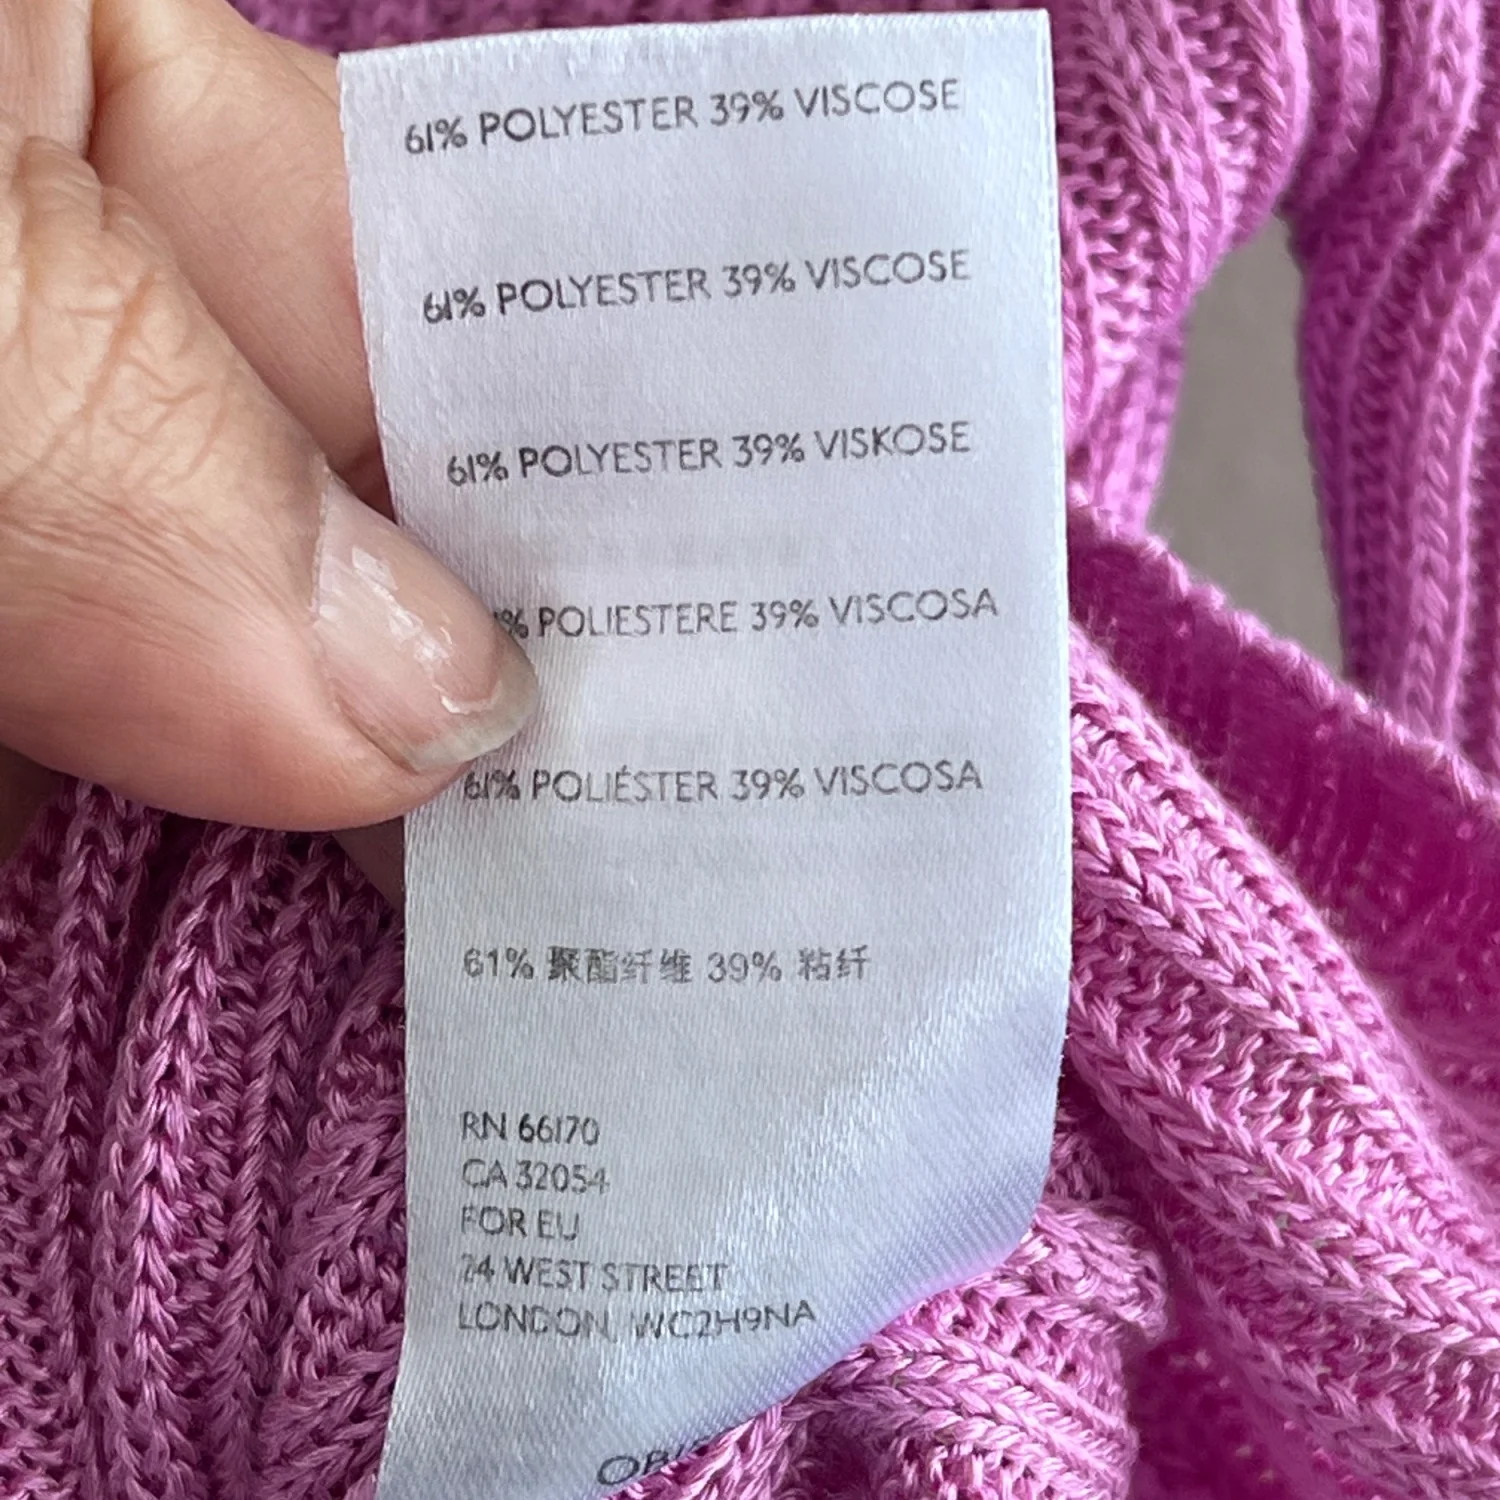 61% POLYESTER 39% VISCOSE
61% POLYESTER 39% VISCOSE
61% POLYESTER 39% VISKOSE
% POLIESTERE 39% VISCOSA
61% POLIÉSTER 39% VISCOSA
61% 聚酯纤维 39% 粘纤
RN 66170
CA 32054
FOR EU
24 WEST STREET
LONDON, WC2H9NA